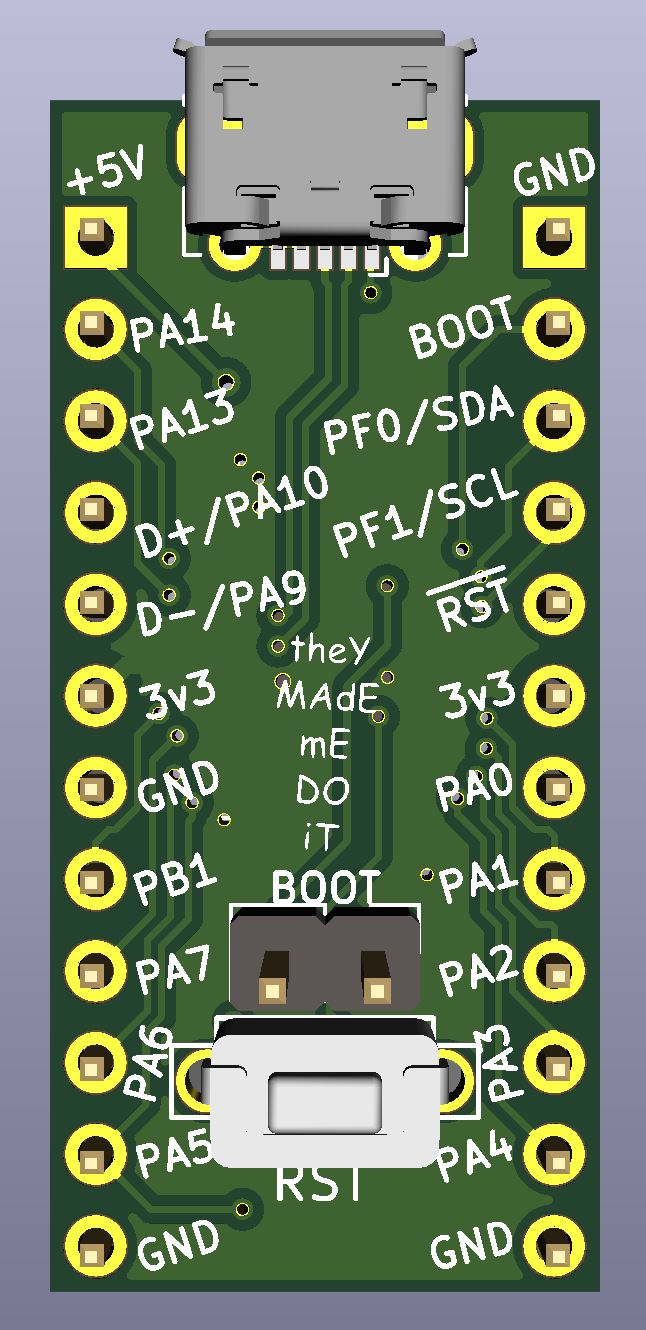 +5V
GND
PA14
BOOT
PA13
PF0/SDA
D+/PA10
PF1/SCL
D-/PA9
RST
theY
MAdE
mE
DO
iT
3v3
3v3
GND
PA0
PB1
BOOT
PA1
PA7
PA2
PA6
PA3
PA5
RST
PA4
GND
GND